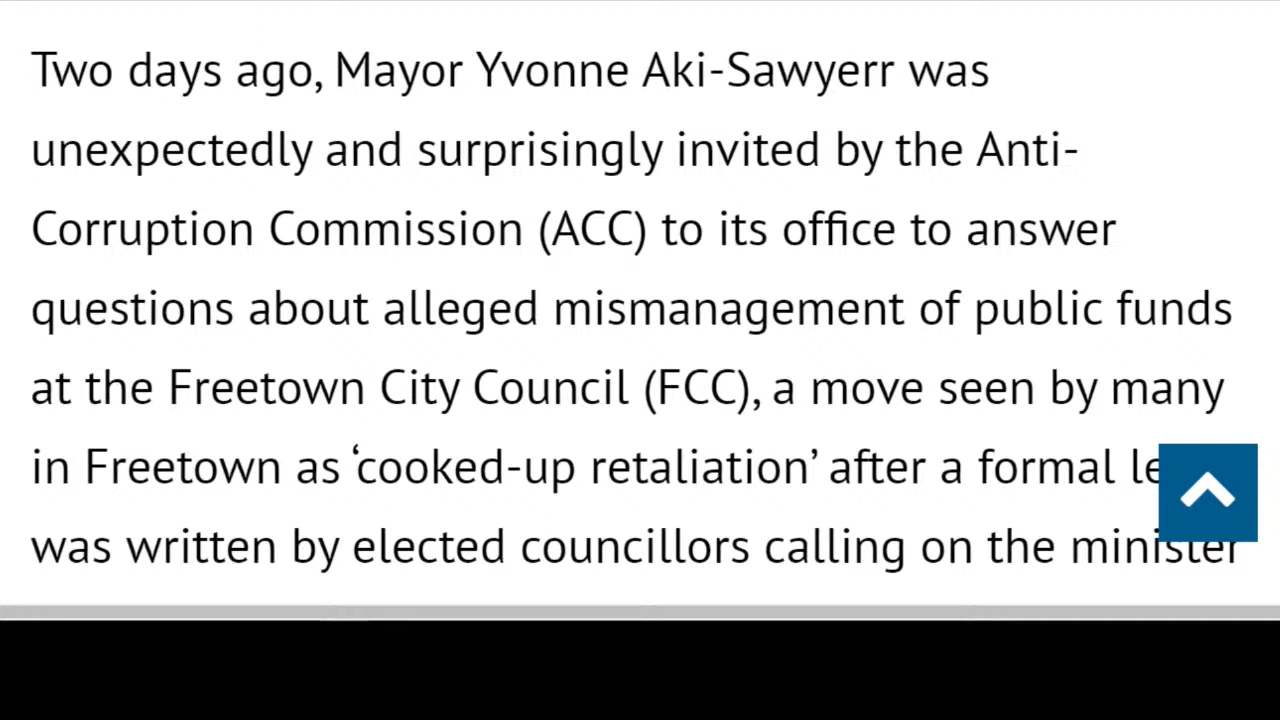 Two days ago, Mayor Yvonne Aki-Sawyerr was
unexpectedly and surprisingly invited by the Anti-
Corruption Commission (ACC) to its office to answer
questions about alleged mismanagement of public funds
at the Freetown City Council (FCC), a move seen by many
in Freetown as ‘cooked-up retaliation’ after a formal
was written by elected councillors calling on the minister